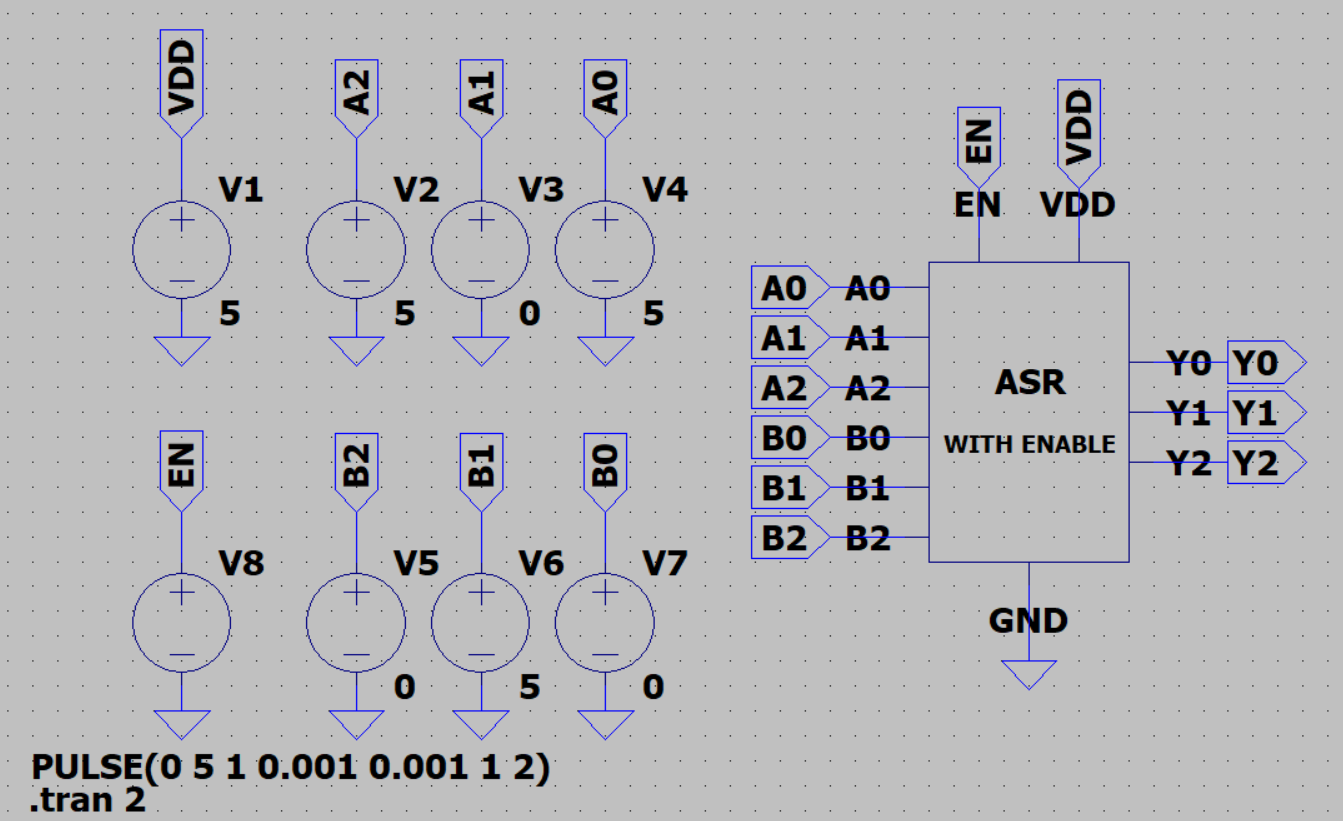 VDD
A2
A1
A0
V1
V2
V3
V4
5
5
0
5
EN
B2
B1
B0
V8
V5
V6
V7
0
5
0
PULSE(0 5 1 0.001 0.001 1 2)
.tran 2
EN
VDD
EN
VDD
A0 A0
A1 A1
A2 A2
B0 B0
B1 B1
B2 B2
ASR
WITH ENABLE
Y0 Y0
Y1 Y1
Y2 Y2
GND